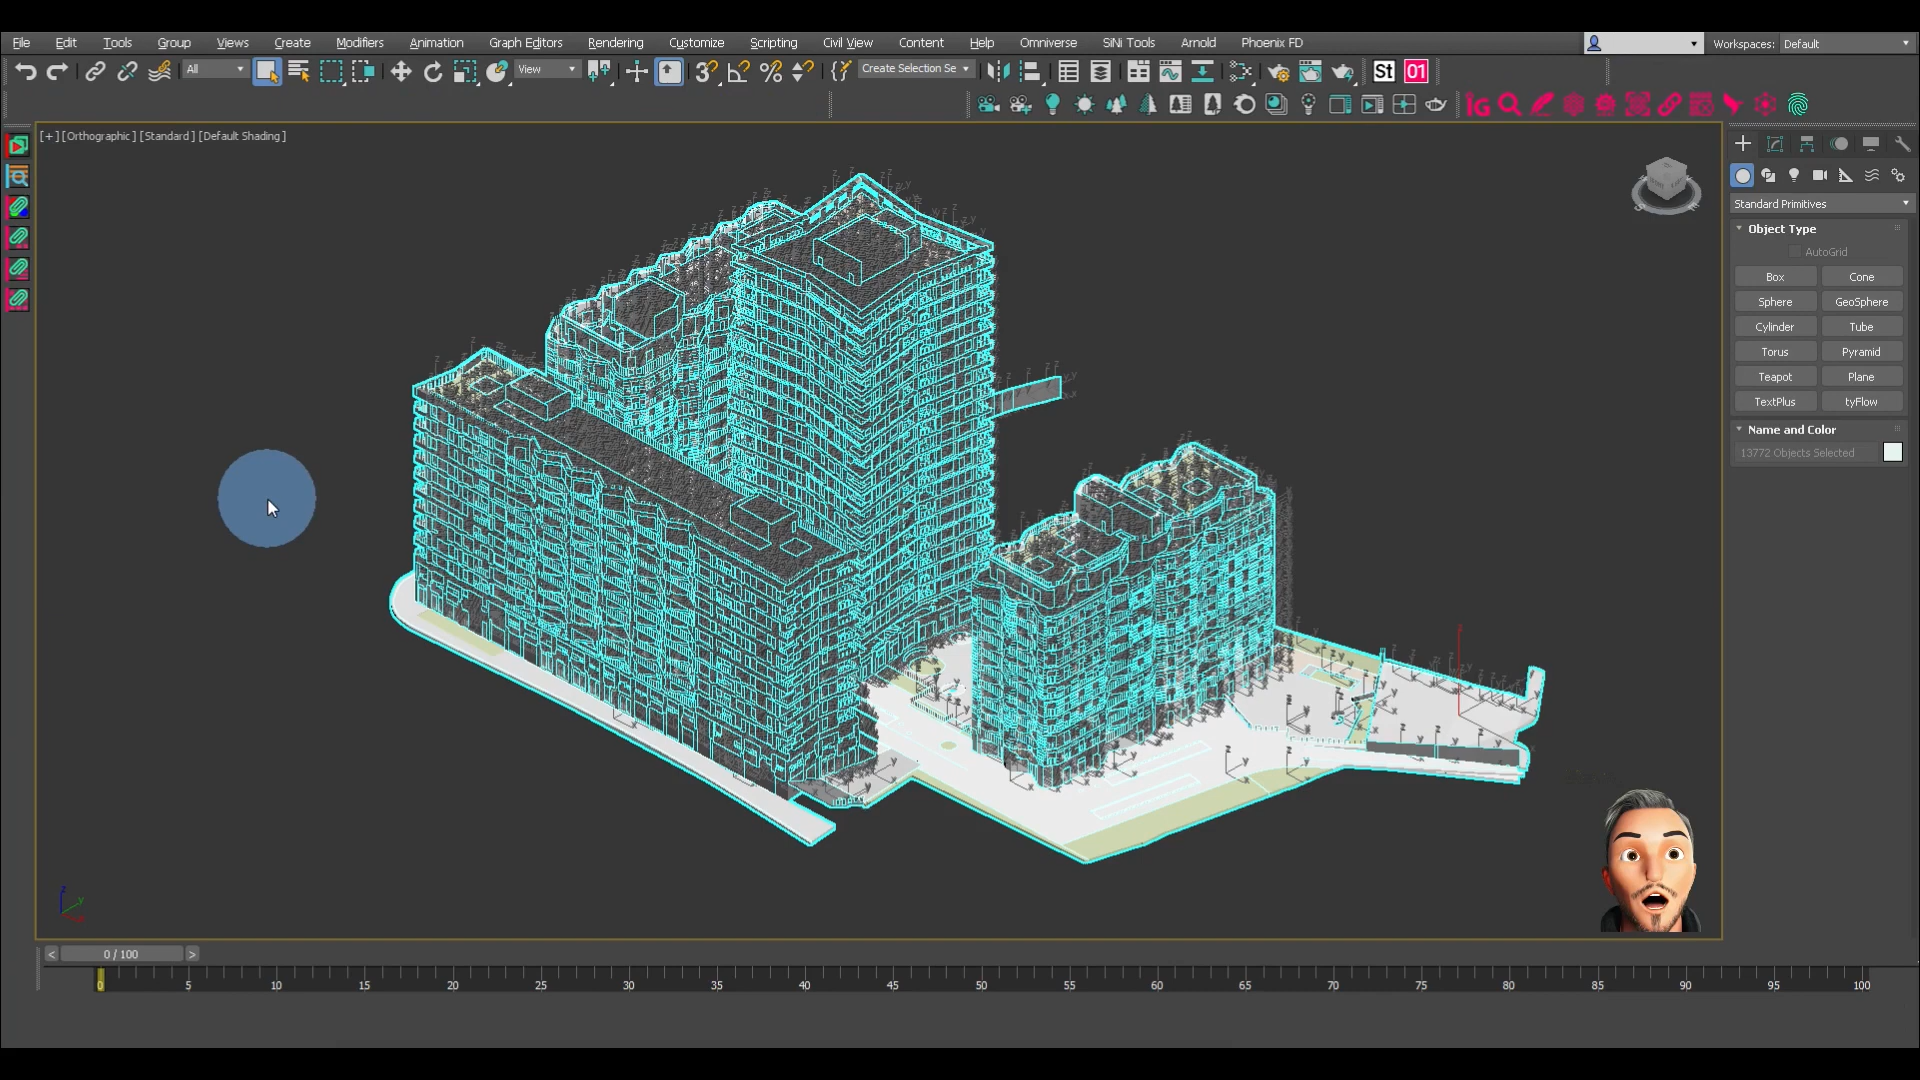 File Edit Tools Group Views Create Modifiers Animation Graph Editors Rendering Customize Scripting Civil View Content Help Omniverse SiNi Tools Arnold Phoenix FD Workspaces: Default
All View Create Selection Se St 01
iG
[+] [Orthographic] [Standard] [Default Shading]
Standard Primitives
Object Type
AutoGrid
Box Cone
Sphere GeoSphere
Cylinder Tube
Torus Pyramid
Teapot Plane
TextPlus tyFlow
Name and Color
13772 Objects Selected
z
y
< 0 / 100 >
0 5 10 15 20 25 30 35 40 45 50 55 60 65 70 75 80 85 90 95 100